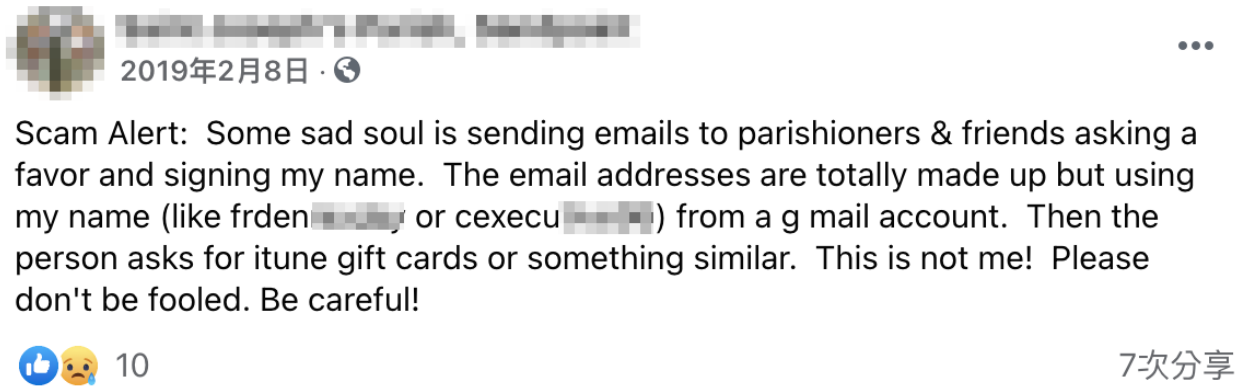 2019年2月8日 ·
Scam Alert:  Some sad soul is sending emails to parishioners & friends asking a
favor and signing my name.  The email addresses are totally made up but using
my name (like frden or cexecu) from a g mail account.  Then the
person asks for itune gift cards or something similar.  This is not me!  Please
don't be fooled. Be careful!
10
7次分享